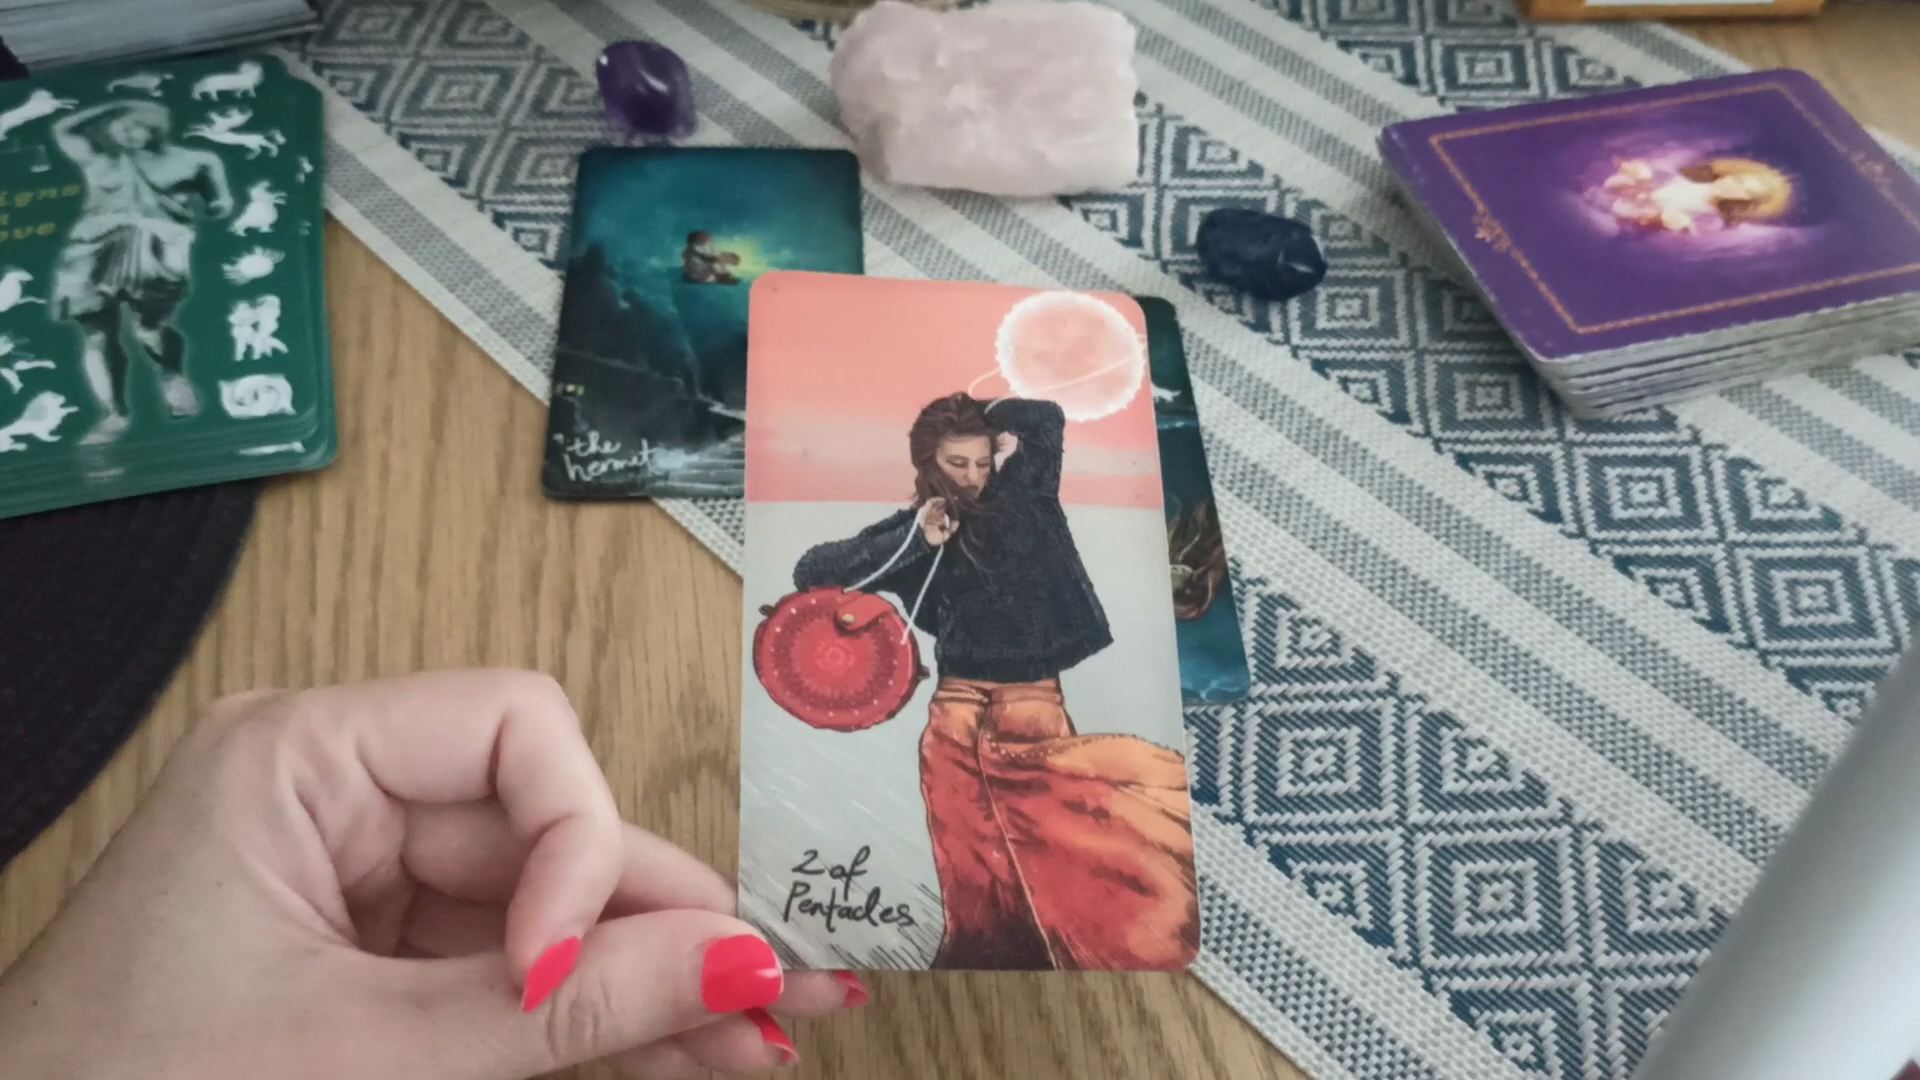 the
hermit
2 of
Pentacles